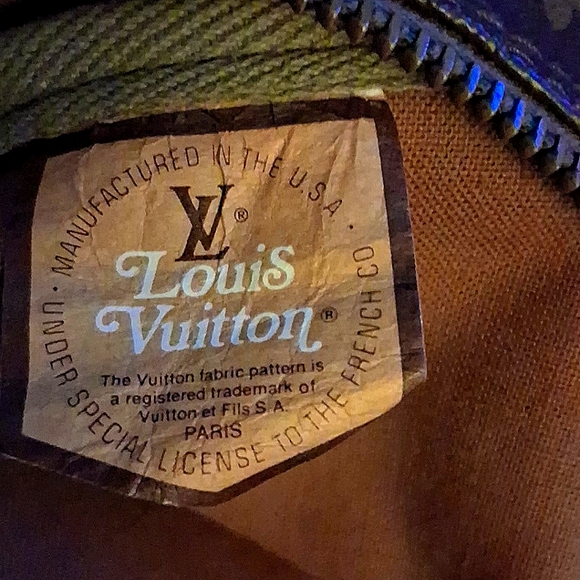 · MANUFACTURED IN THE U.S.A. ·
UNDER SPECIAL LICENSE TO THE FRENCH CO
LV ®
Louis
Vuitton ®
The Vuitton fabric pattern is
a registered trademark of
Vuitton et Fils S.A.
PARIS